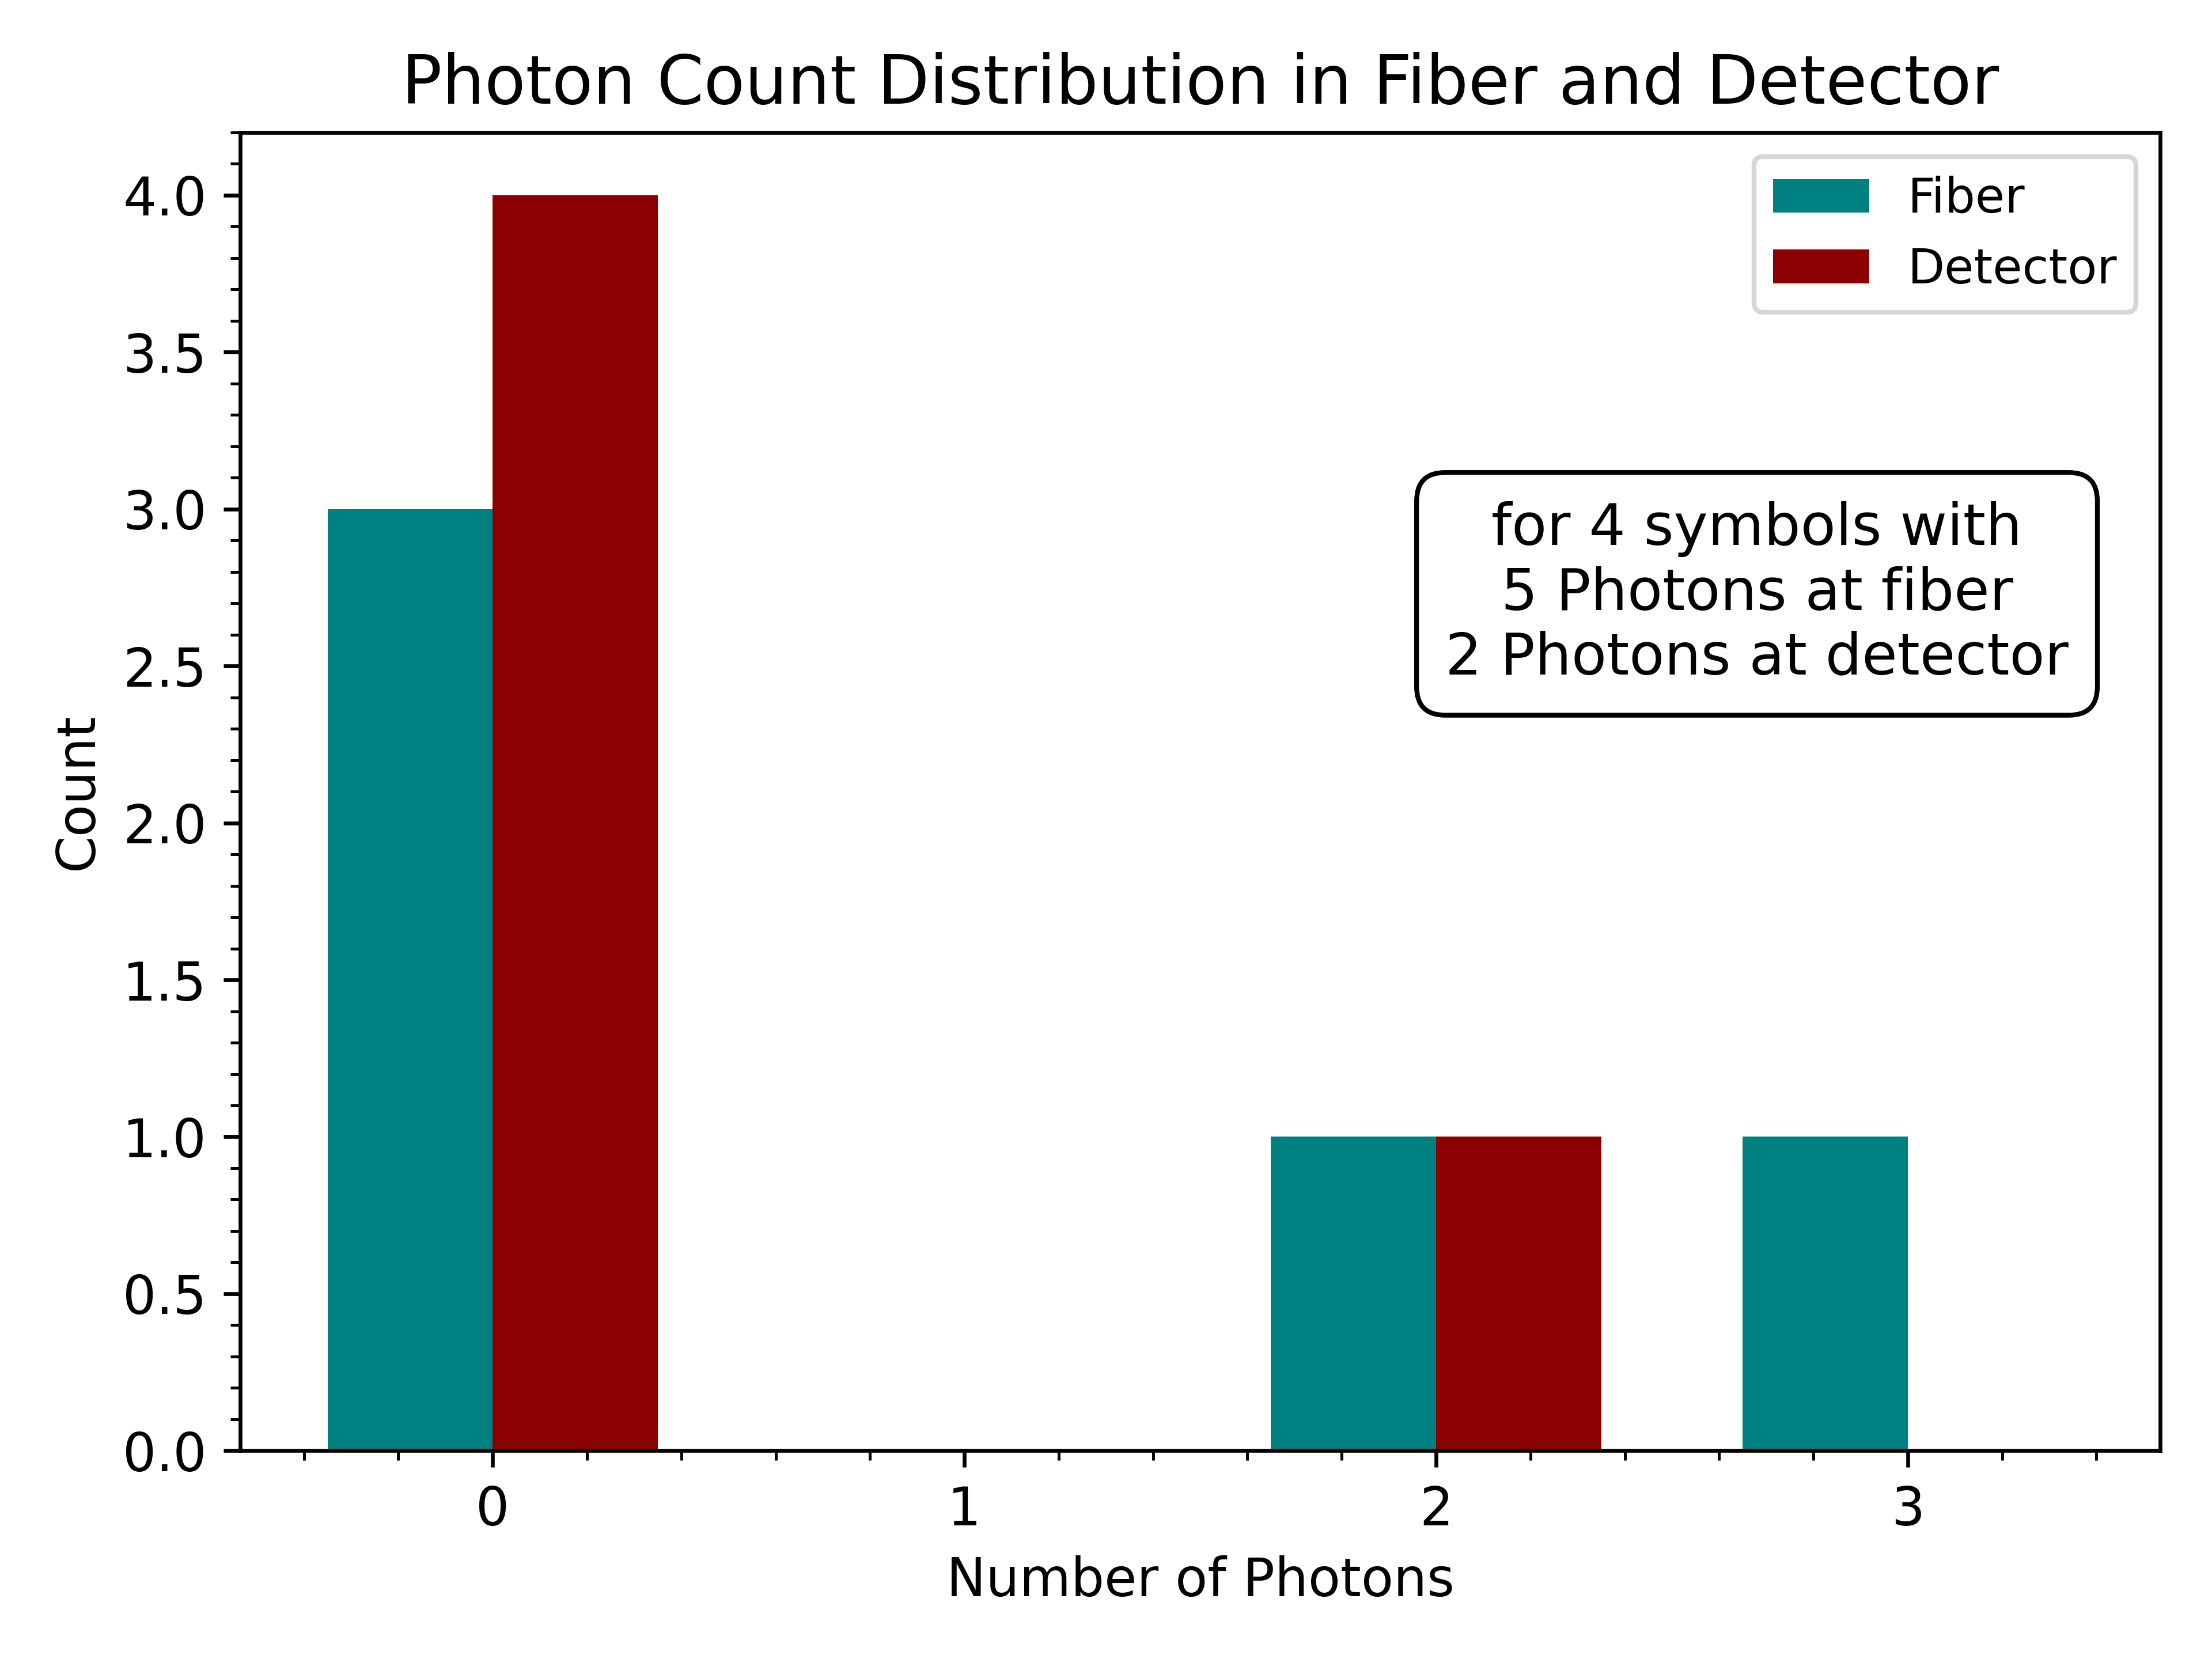 Photon Count Distribution in Fiber and Detector
Fiber
Detector
for 4 symbols with
5 Photons at fiber
2 Photons at detector
Count
4.0
3.5
3.0
2.5
2.0
1.5
1.0
0.5
0.0
0 1 2 3
Number of Photons